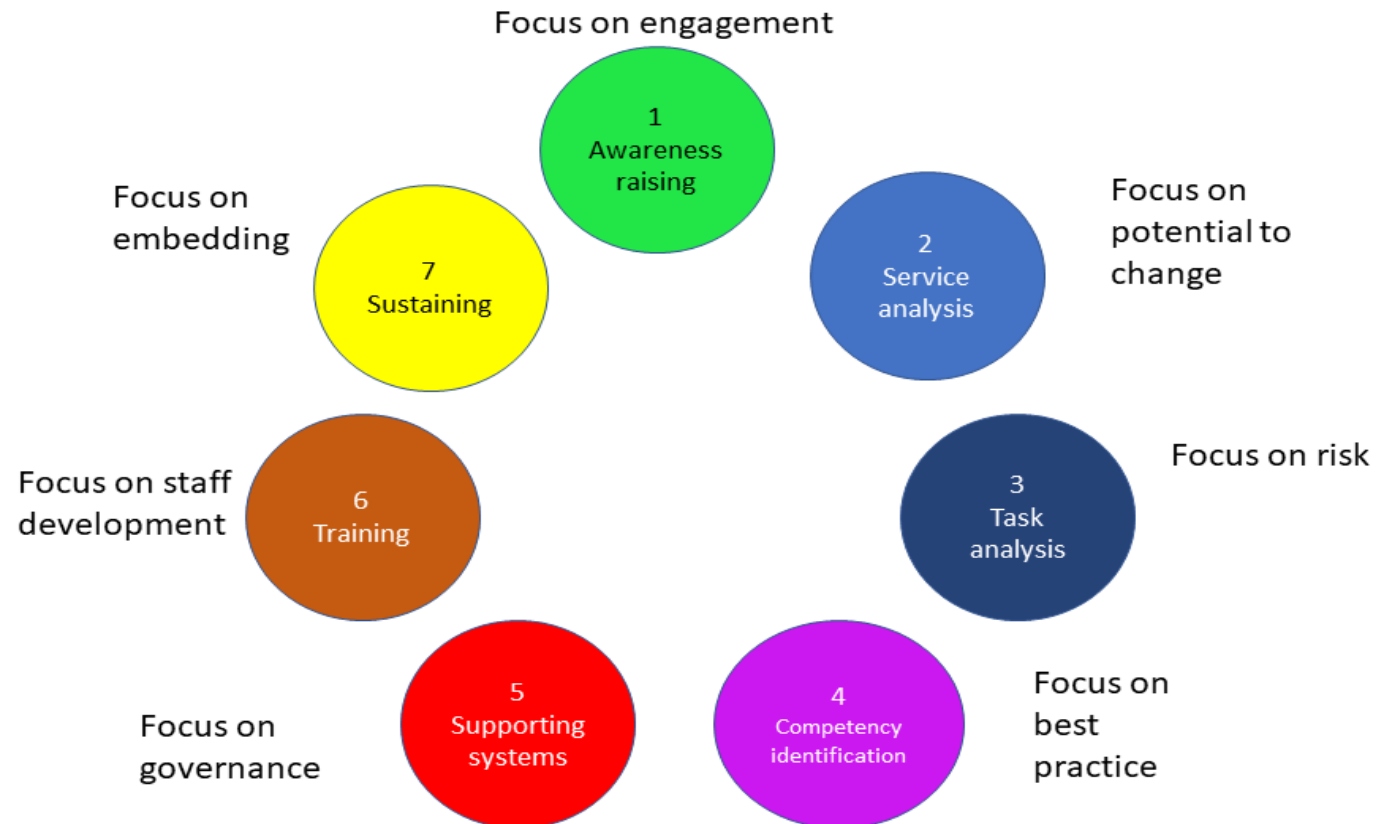 Focus on engagement
1
Awareness
raising
Focus on
potential to
change
2
Service
analysis
Focus on risk
3
Task
analysis
Focus on
best
practice
4
Competency
identification
5
Supporting
systems
Focus on
governance
6
Training
Focus on staff
development
7
Sustaining
Focus on
embedding